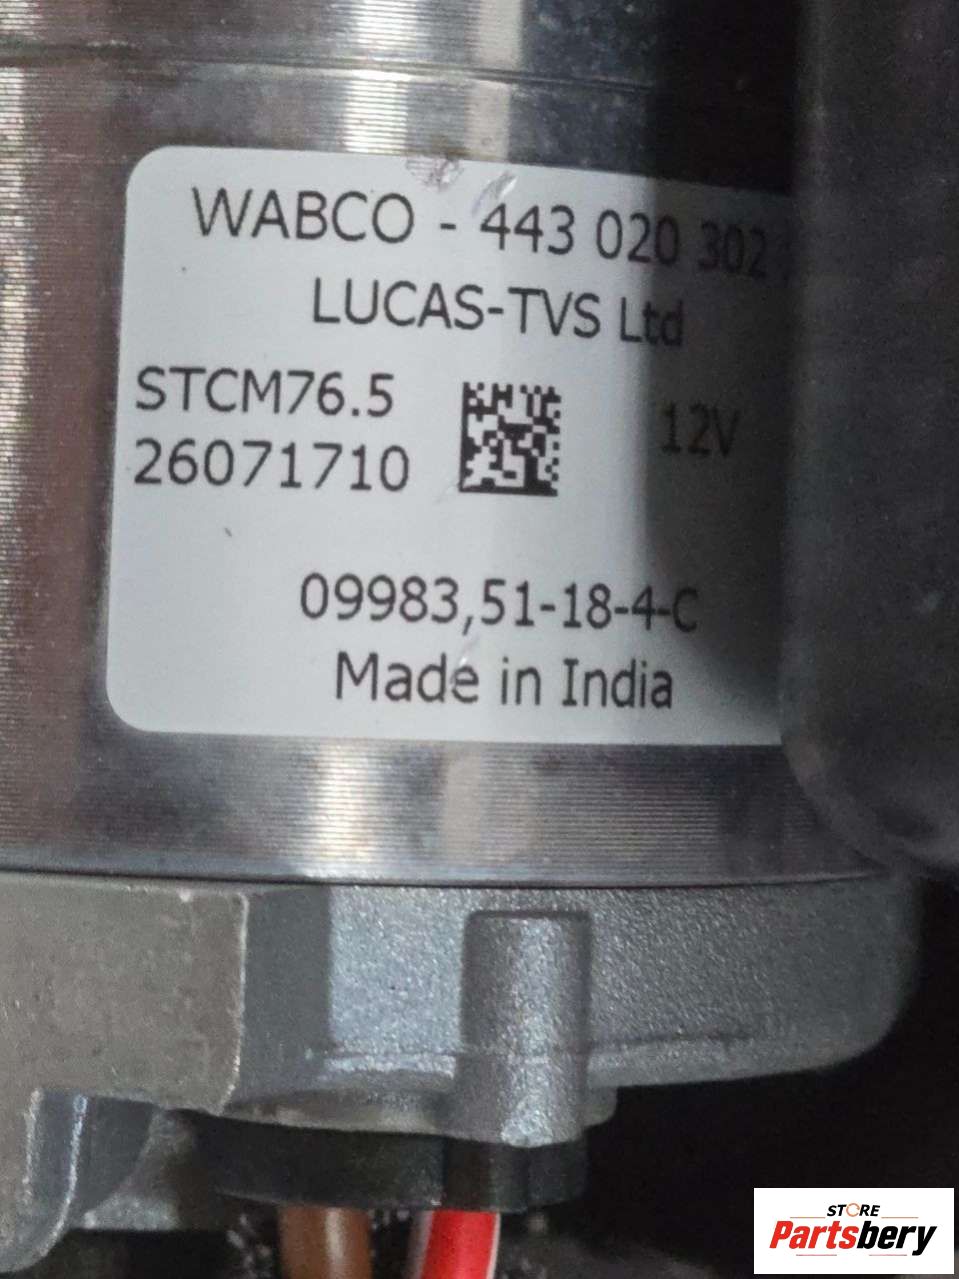 WABCO - 443 020 302
LUCAS-TVS Ltd
STCM76.5
12V
26071710
09983,51-18-4-C
Made in India
STORE
Partsbery